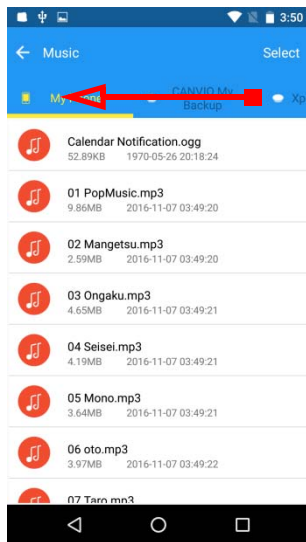 3:50
Music
Select
My Phone
CANVIO My
Backup
Xp
Calendar Notification.ogg
52.89KB 1970-05-26 20:18:24
01 PopMusic.mp3
9.86MB 2016-11-07 03:49:20
02 Mangetsu.mp3
2.59MB 2016-11-07 03:49:20
03 Ongaku.mp3
4.65MB 2016-11-07 03:49:21
04 Seisei.mp3
4.19MB 2016-11-07 03:49:21
05 Mono.mp3
3.64MB 2016-11-07 03:49:21
06 oto.mp3
3.97MB 2016-11-07 03:49:22
07 Taro.mp3